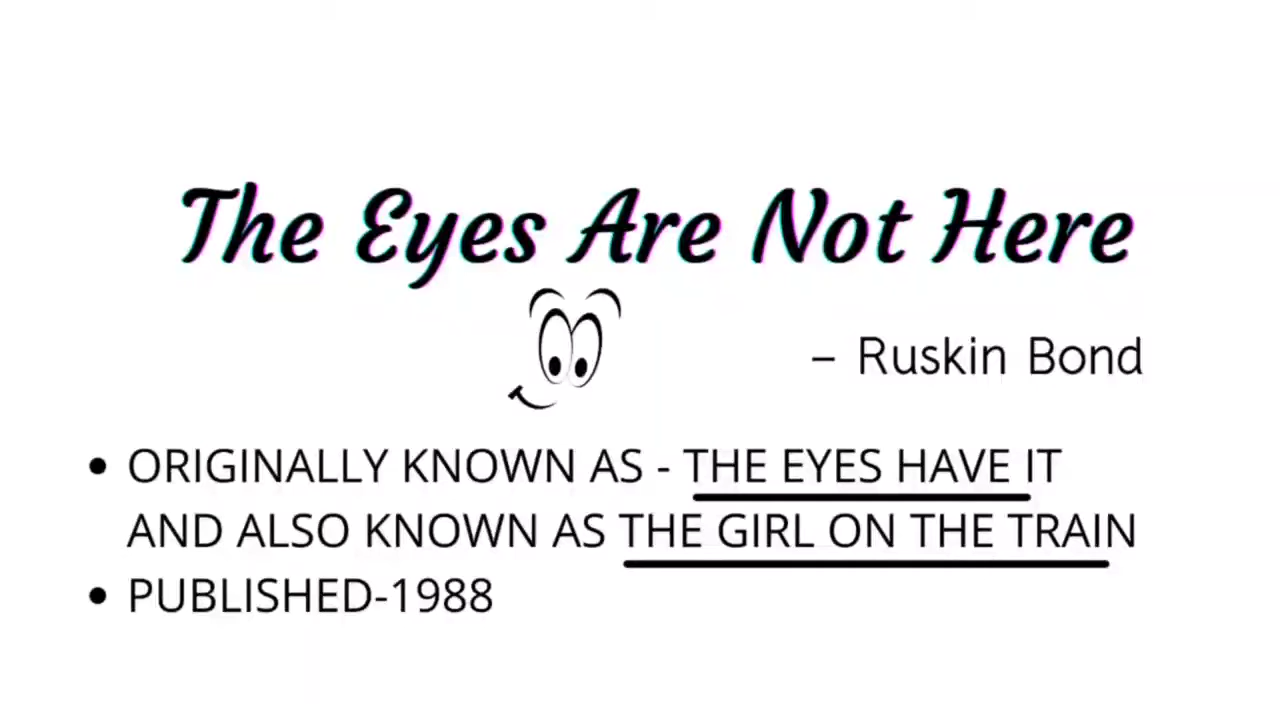 The Eyes Are Not Here
– Ruskin Bond
• ORIGINALLY KNOWN AS - THE EYES HAVE IT
AND ALSO KNOWN AS THE GIRL ON THE TRAIN
• PUBLISHED-1988